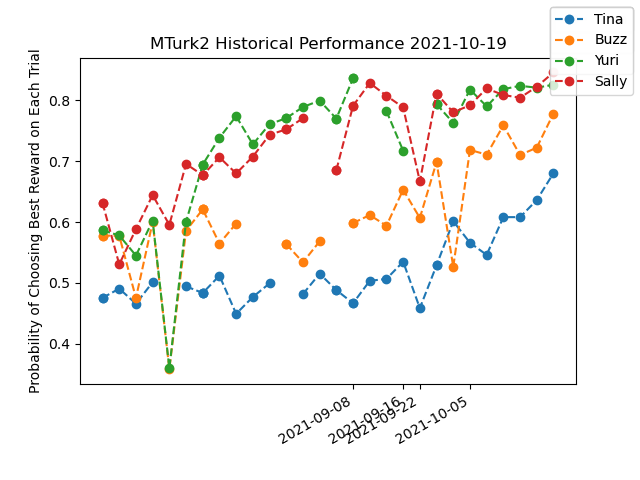 MTurk2 Historical Performance 2021-10-19
Tina
Buzz
Yuri
Sally
Probability of Choosing Best Reward on Each Trial
0.8
0.7
0.6
0.5
0.4
2021-09-08
2021-09-16
2021-09-22
2021-10-05